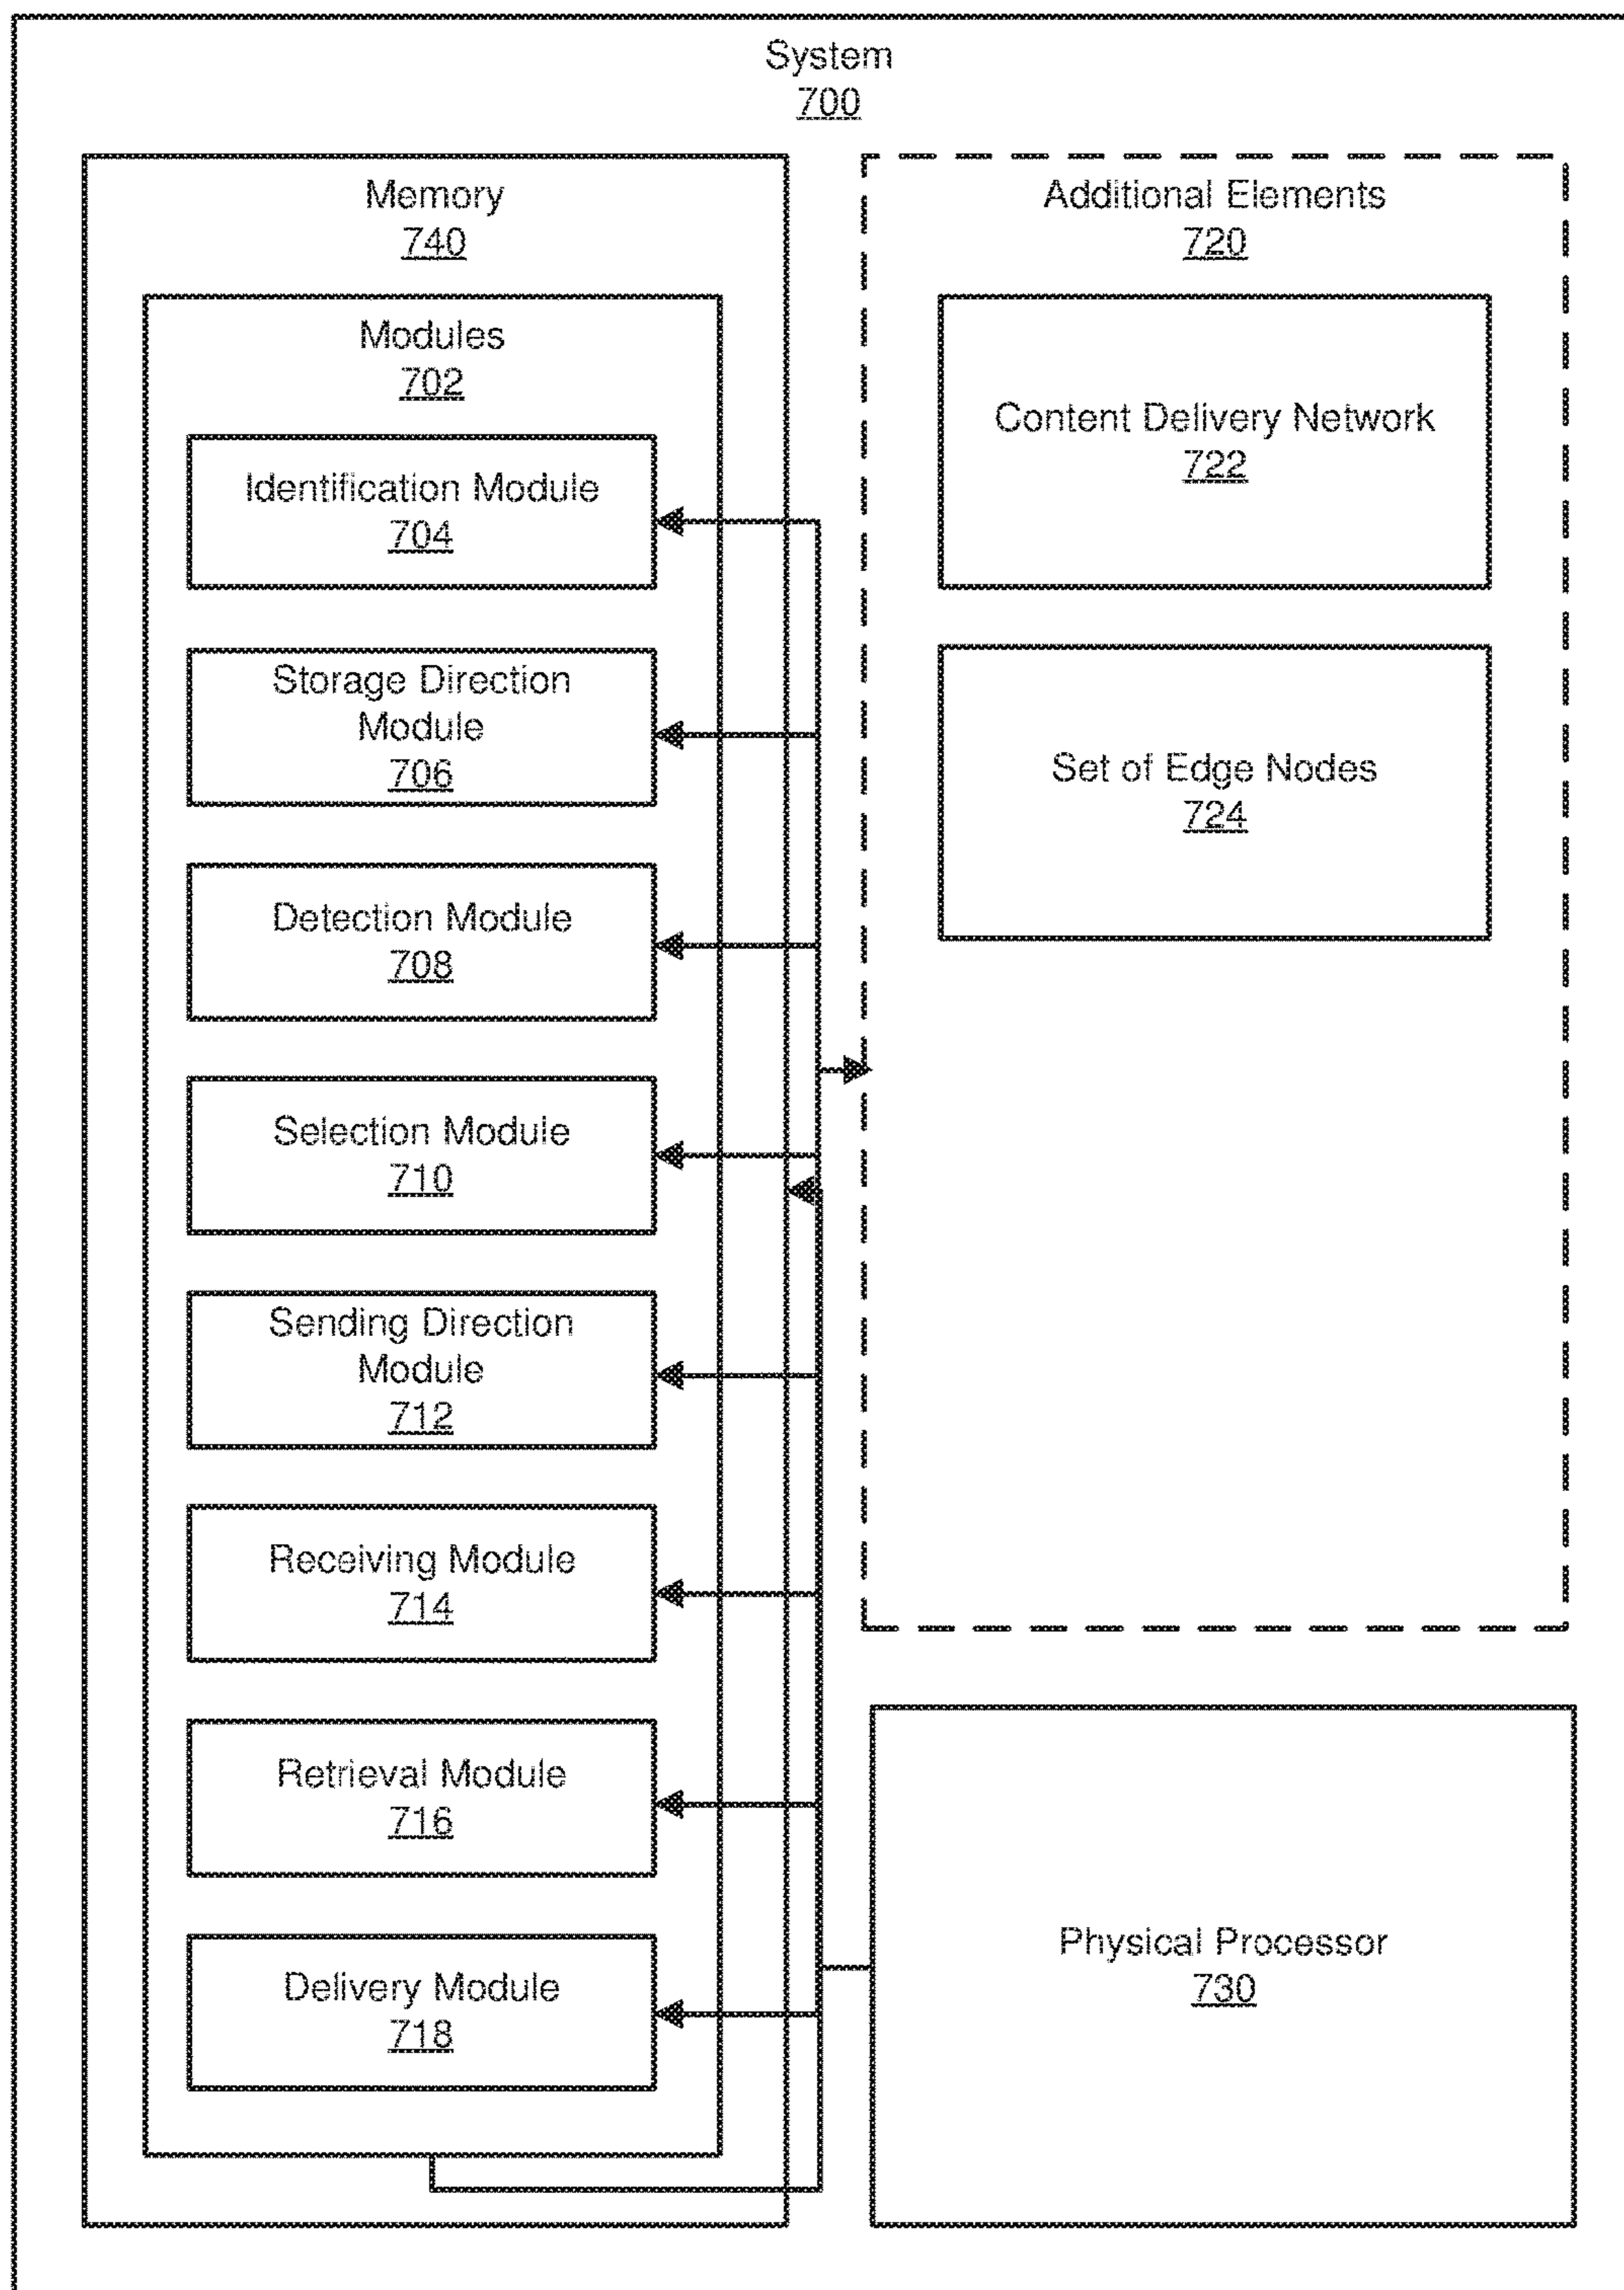 System
700
Memory
740
Modules
702
Identification Module
704
Storage Direction
Module
706
Detection Module
708
Selection Module
710
Sending Direction
Module
712
Receiving Module
714
Retrieval Module
716
Delivery Module
718
Additional Elements
720
Content Delivery Network
722
Set of Edge Nodes
724
Physical Processor
730